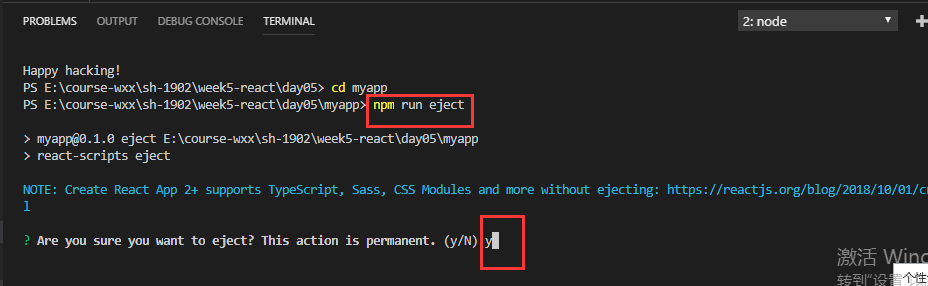 PROBLEMS OUTPUT DEBUG CONSOLE TERMINAL 2: node
Happy hacking!
PS E:\course-wxx\sh-1902\week5-react\day05> cd myapp
PS E:\course-wxx\sh-1902\week5-react\day05\myapp> npm run eject
> myapp@0.1.0 eject E:\course-wxx\sh-1902\week5-react\day05\myapp
> react-scripts eject
NOTE: Create React App 2+ supports TypeScript, Sass, CSS Modules and more without ejecting: https://reactjs.org/blog/2018/10/01/cr
l
? Are you sure you want to eject? This action is permanent. (y/N) y
激活 Win
转到"设置
个性